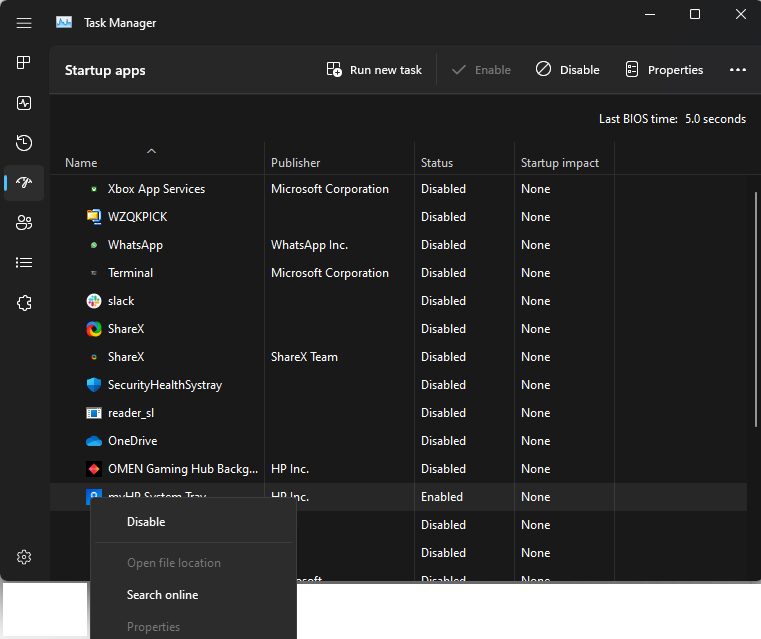 Task Manager
Startup apps Run new task Enable Disable Properties
Last BIOS time: 5.0 seconds
Name Publisher Status Startup impact
Xbox App Services Microsoft Corporation Disabled None
WZQKPICK Disabled None
WhatsApp WhatsApp Inc. Disabled None
Terminal Microsoft Corporation Disabled None
slack Disabled None
ShareX Disabled None
ShareX ShareX Team Disabled None
SecurityHealthSystray Disabled None
reader_sl Disabled None
OneDrive Disabled None
OMEN Gaming Hub Backg... HP Inc. Disabled None
myHP System Tray HP Inc. Enabled None
Disable Disabled None
Open file location Disabled None
Disabled None
Search online
Properties